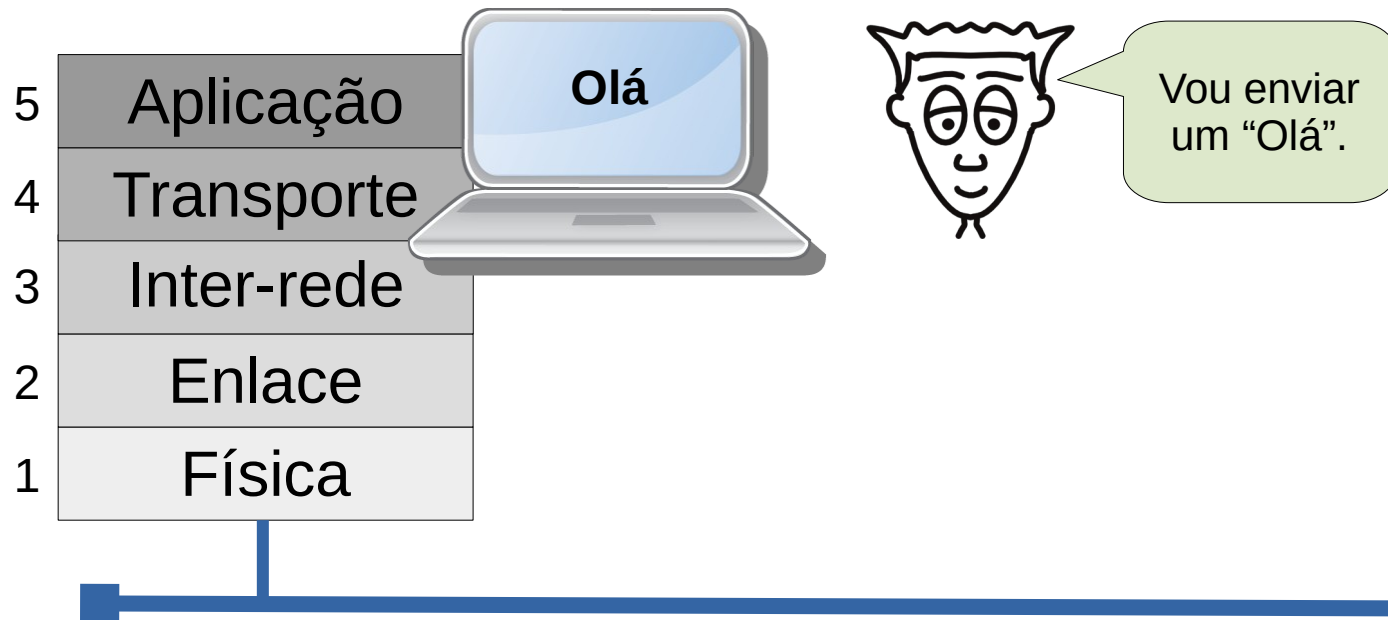 5 Aplicação
Olá
Vou enviar
um “Olá”.
4 Transporte
3 Inter-rede
2 Enlace
1 Física